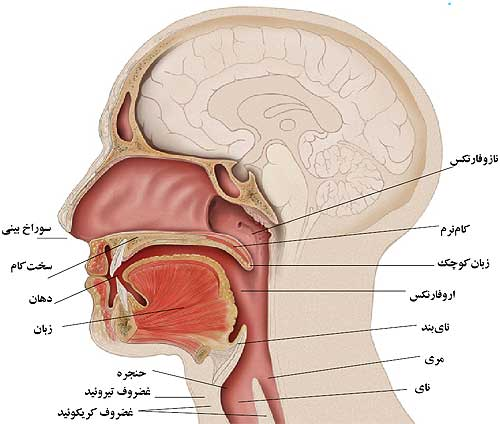 نازوفارنکس
کام‌نرم
زبان کوچک
اروفارنکس
نای‌بند
مری
نای
سوراخ بینی
سخت کام
دهان
زبان
حنجره
غضروف تیروئید
غضروف کریکوئید